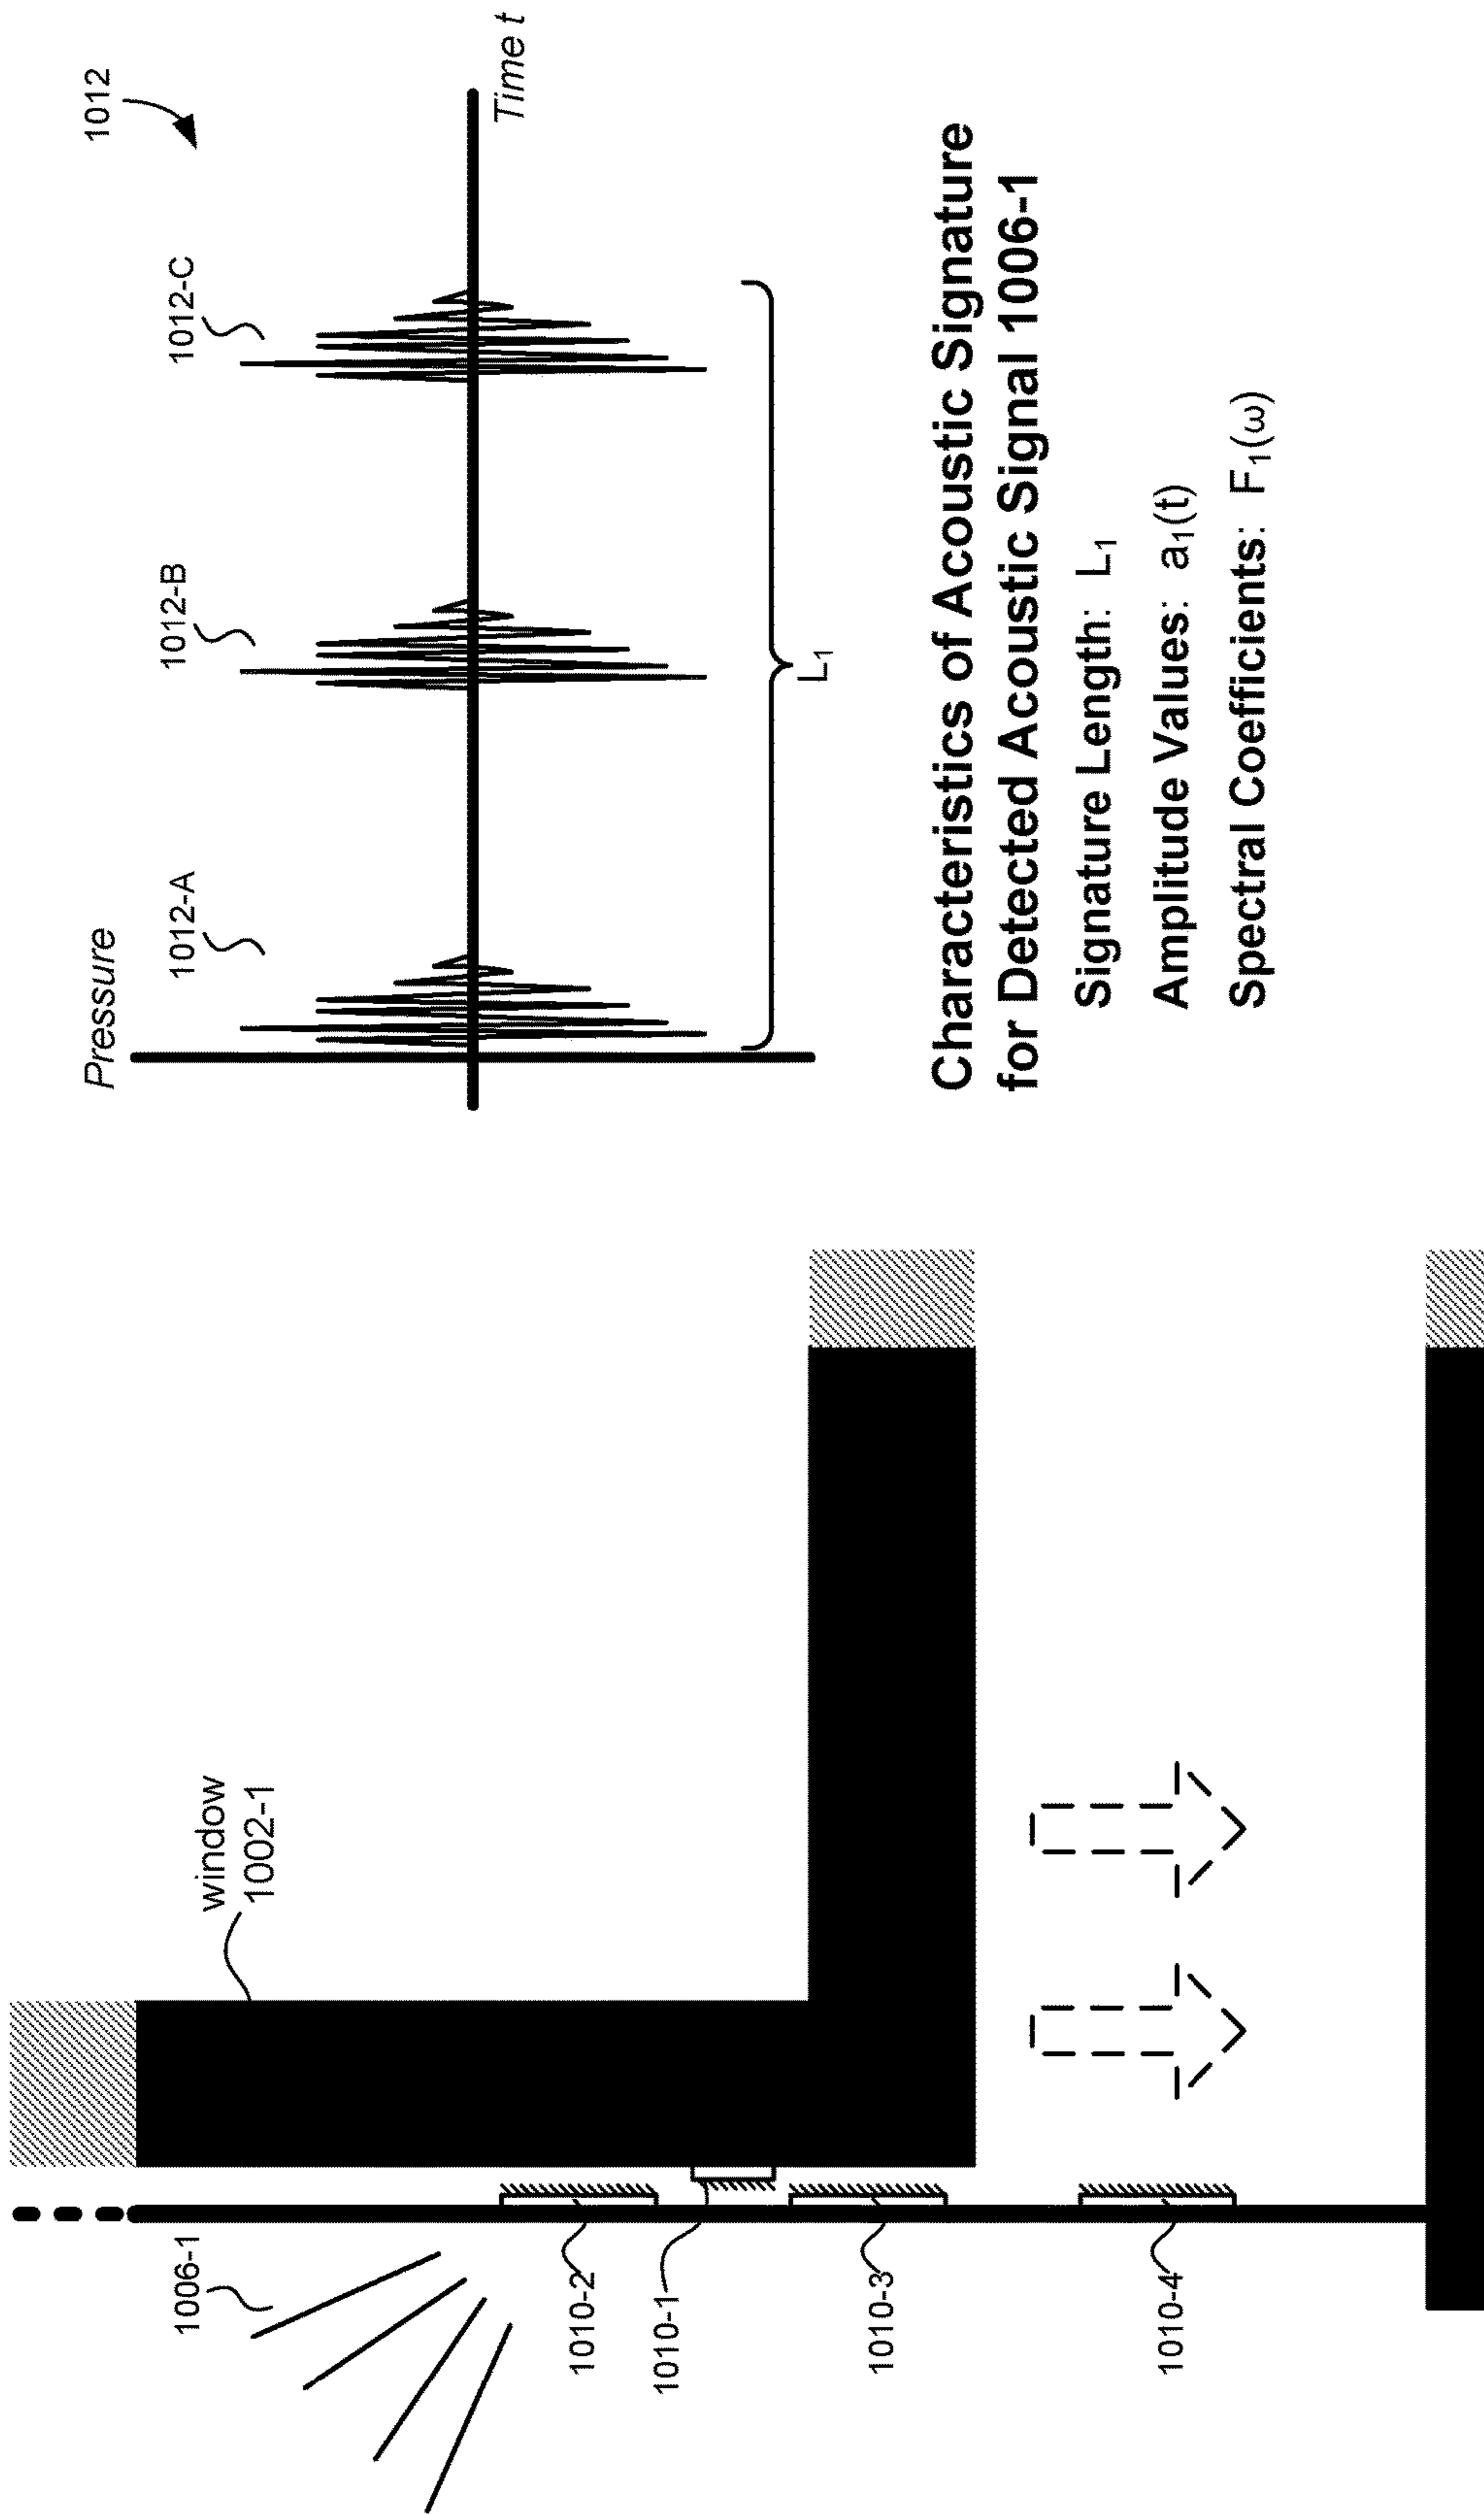 1006-1
window
1002-1
1010-2
1010-1
1010-3
1010-4
Pressure
1012-A
1012-B
1012-C
1012
Time t
L₁
Characteristics of Acoustic Signature
for Detected Acoustic Signal 1006-1
Signature Length: L₁
Amplitude Values: a₁(t)
Spectral Coefficients: F₁(ω)